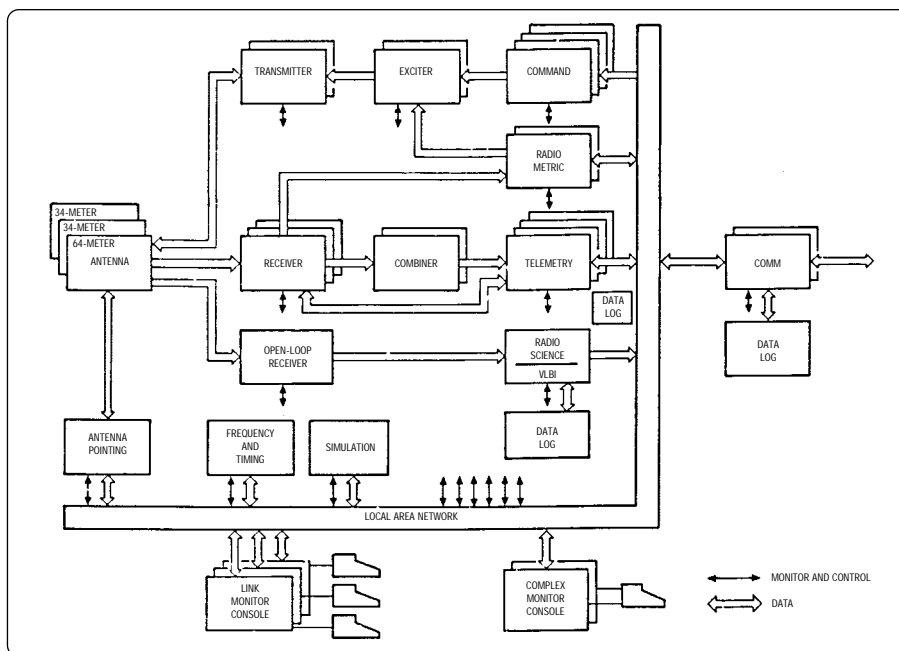 TRANSMITTER
EXCITER
COMMAND
RADIO
METRIC
34-METER
34-METER
64-METER
ANTENNA
RECEIVER
COMBINER
TELEMETRY
COMM
DATA
LOG
DATA
LOG
OPEN-LOOP
RECEIVER
RADIO
SCIENCE
VLBI
DATA
LOG
ANTENNA
POINTING
FREQUENCY
AND
TIMING
SIMULATION
LOCAL AREA NETWORK
LINK
MONITOR
CONSOLE
COMPLEX
MONITOR
CONSOLE
MONITOR AND CONTROL
DATA